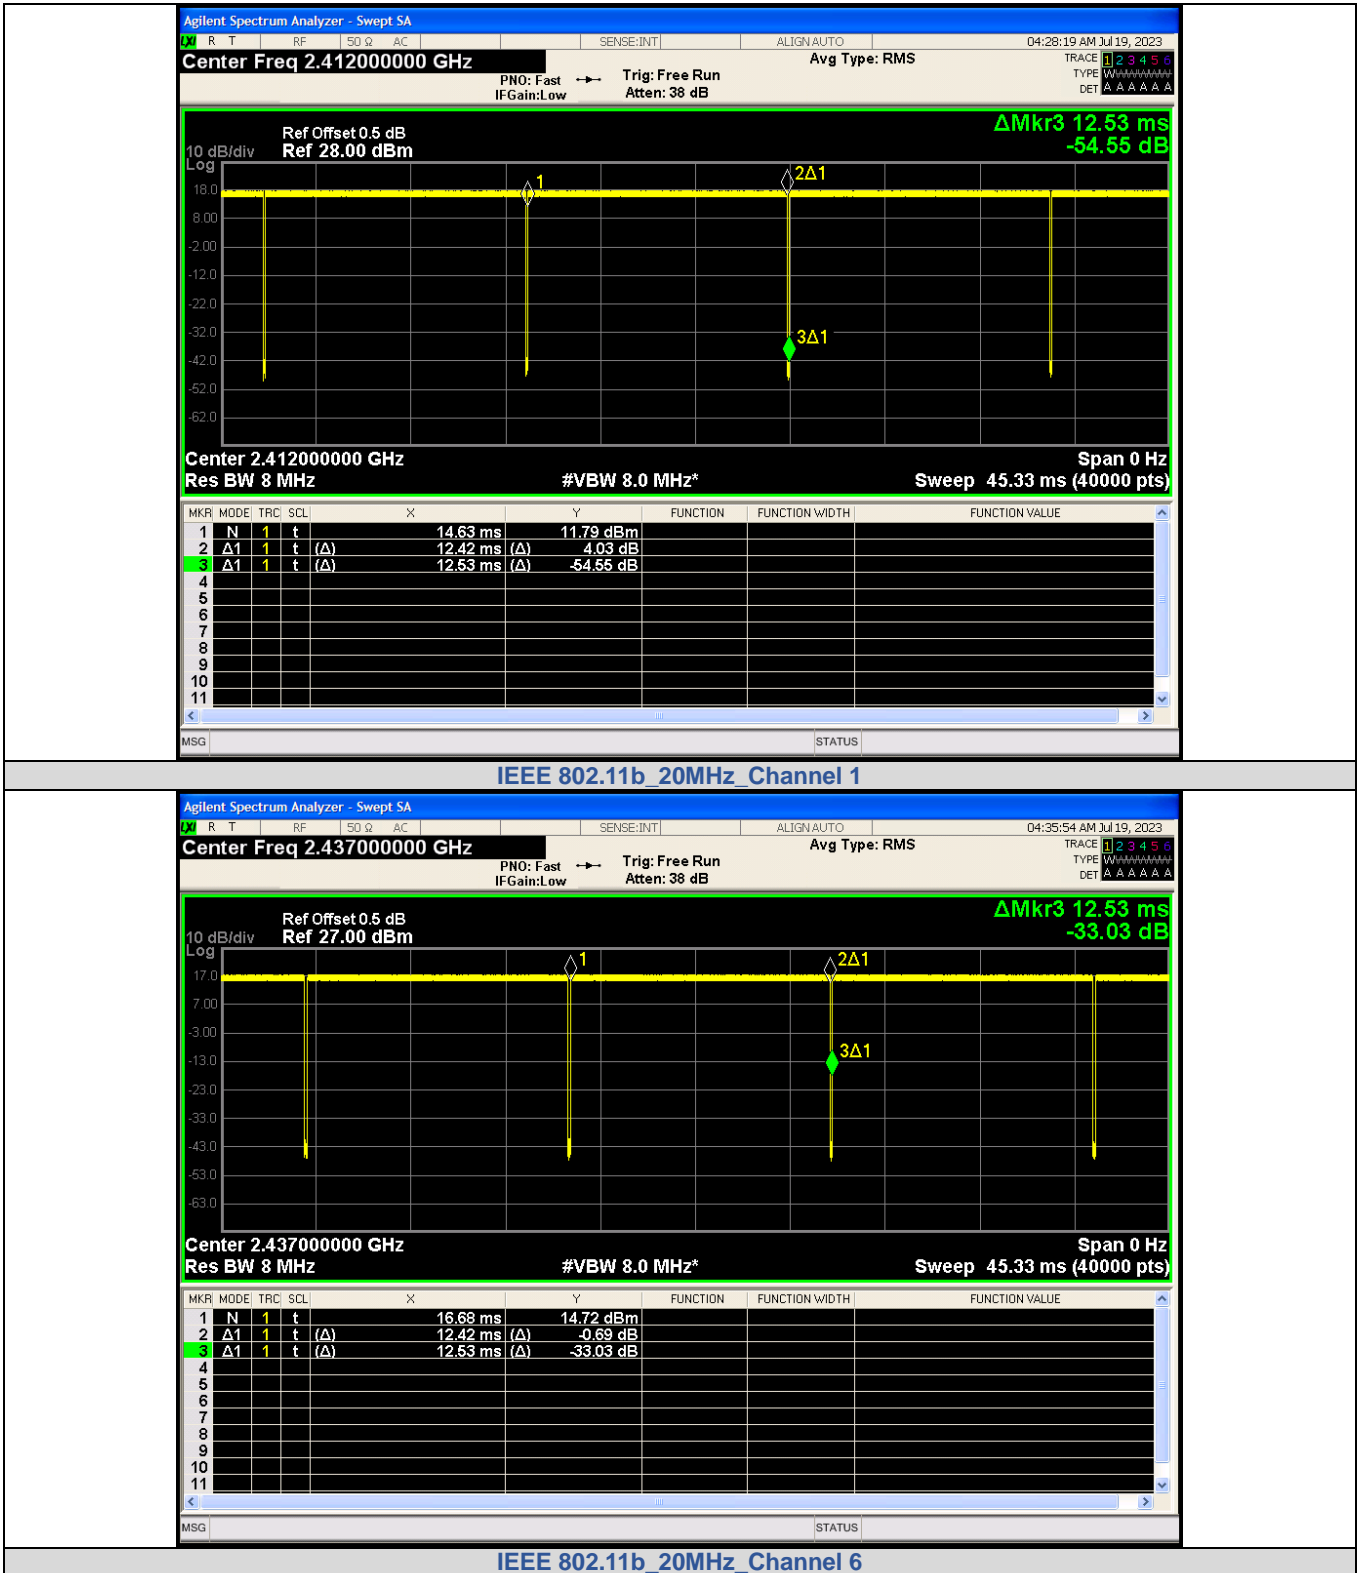 Agilent Spectrum Analyzer - Swept SA
LXI R T RF 50 Ω AC SENSE:INT ALIGN AUTO 04:28:19 AM Jul 19, 2023
Center Freq 2.412000000 GHz Avg Type: RMS TRACE 1 2 3 4 5 6
PNO: Fast Trig: Free Run TYPE W
IFGain:Low Atten: 38 dB DET A A A A A A
ΔMkr3 12.53 ms
Ref Offset 0.5 dB
10 dB/div Ref 28.00 dBm -54.55 dB
Log
1 2Δ1
18.0
8.00
-2.00
-12.0
-22.0
-32.0
3Δ1
-42.0
-52.0
-62.0
Center 2.412000000 GHz Span 0 Hz
Res BW 8 MHz #VBW 8.0 MHz* Sweep 45.33 ms (40000 pts)
MKR MODE TRC SCL X Y FUNCTION FUNCTION WIDTH FUNCTION VALUE
1 N 1 t 14.63 ms 11.79 dBm
2 Δ1 1 t (Δ) 12.42 ms (Δ) 4.03 dB
3 Δ1 1 t (Δ) 12.53 ms (Δ) -54.55 dB
4
5
6
7
8
9
10
11
MSG STATUS
IEEE 802.11b_20MHz_Channel 1
Agilent Spectrum Analyzer - Swept SA
LXI R T RF 50 Ω AC SENSE:INT ALIGN AUTO 04:35:54 AM Jul 19, 2023
Center Freq 2.437000000 GHz Avg Type: RMS TRACE 1 2 3 4 5 6
PNO: Fast Trig: Free Run TYPE W
IFGain:Low Atten: 38 dB DET A A A A A A
ΔMkr3 12.53 ms
Ref Offset 0.5 dB
10 dB/div Ref 27.00 dBm -33.03 dB
Log
1 2Δ1
17.0
7.00
-3.00
3Δ1
-13.0
-23.0
-33.0
-43.0
-53.0
-63.0
Center 2.437000000 GHz Span 0 Hz
Res BW 8 MHz #VBW 8.0 MHz* Sweep 45.33 ms (40000 pts)
MKR MODE TRC SCL X Y FUNCTION FUNCTION WIDTH FUNCTION VALUE
1 N 1 t 16.68 ms 14.72 dBm
2 Δ1 1 t (Δ) 12.42 ms (Δ) -0.69 dB
3 Δ1 1 t (Δ) 12.53 ms (Δ) -33.03 dB
4
5
6
7
8
9
10
11
MSG STATUS
IEEE 802.11b_20MHz_Channel 6